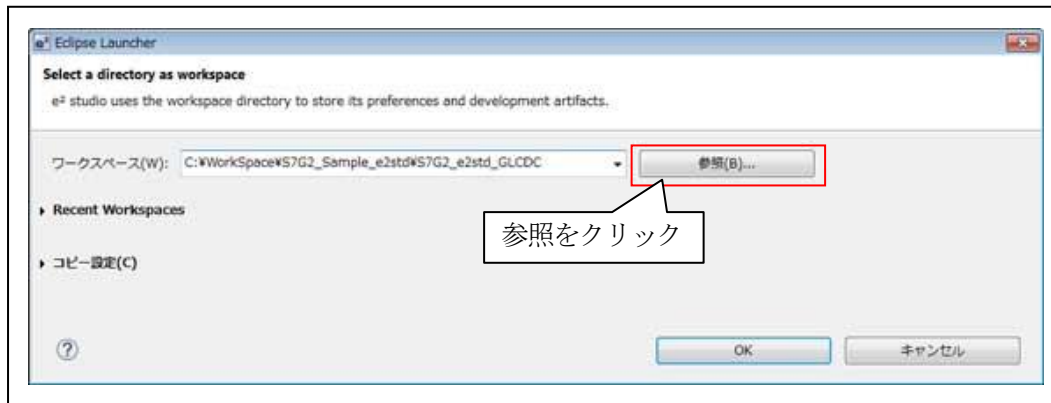 e² Eclipse Launcher
Select a directory as workspace
e² studio uses the workspace directory to store its preferences and development artifacts.
ワークスペース(W): C:¥WorkSpace¥S7G2_Sample_e2std¥S7G2_e2std_GLCDC 参照(B)...
Recent Workspaces
参照をクリック
コピー設定(C)
?
OK キャンセル